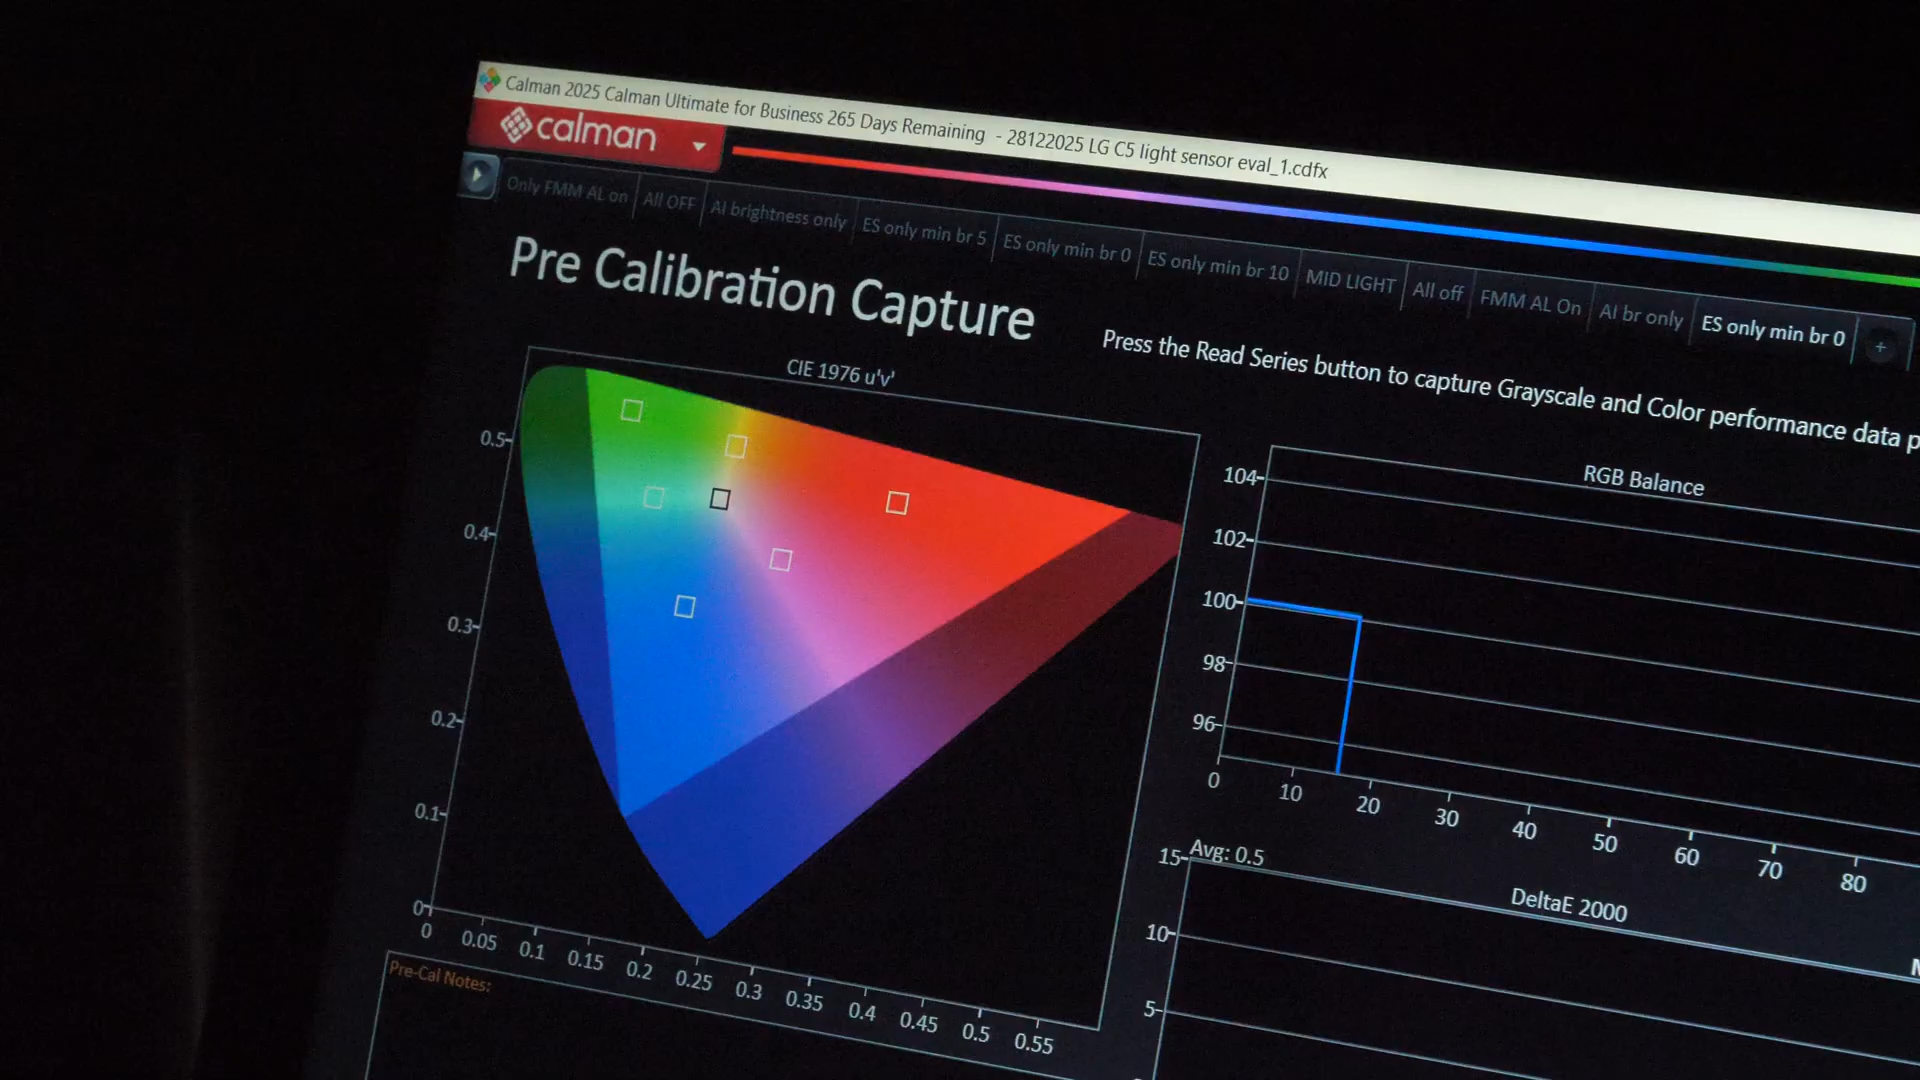 Calman 2025 Calman Ultimate for Business 265 Days Remaining - 28122025 LG C5 light sensor eval_1.cdfx
calman
Only FMM AL on
All OFF
AI brightness only
ES only min br 5
ES only min br 0
ES only min br 10
MID LIGHT
All off
FMM AL On
AI br only
ES only min br 0
+
Pre Calibration Capture
Press the Read Series button to capture Grayscale and Color performance data p
CIE 1976 u'v'
0.5
0.4
0.3
0.2
0.1
0
0 0.05 0.1 0.15 0.2 0.25 0.3 0.35 0.4 0.45 0.5 0.55
Pre-Cal Notes:
RGB Balance
104
102
100
98
96
0 10 20 30 40 50 60 70 80
Avg: 0.5
DeltaE 2000
15
10
5